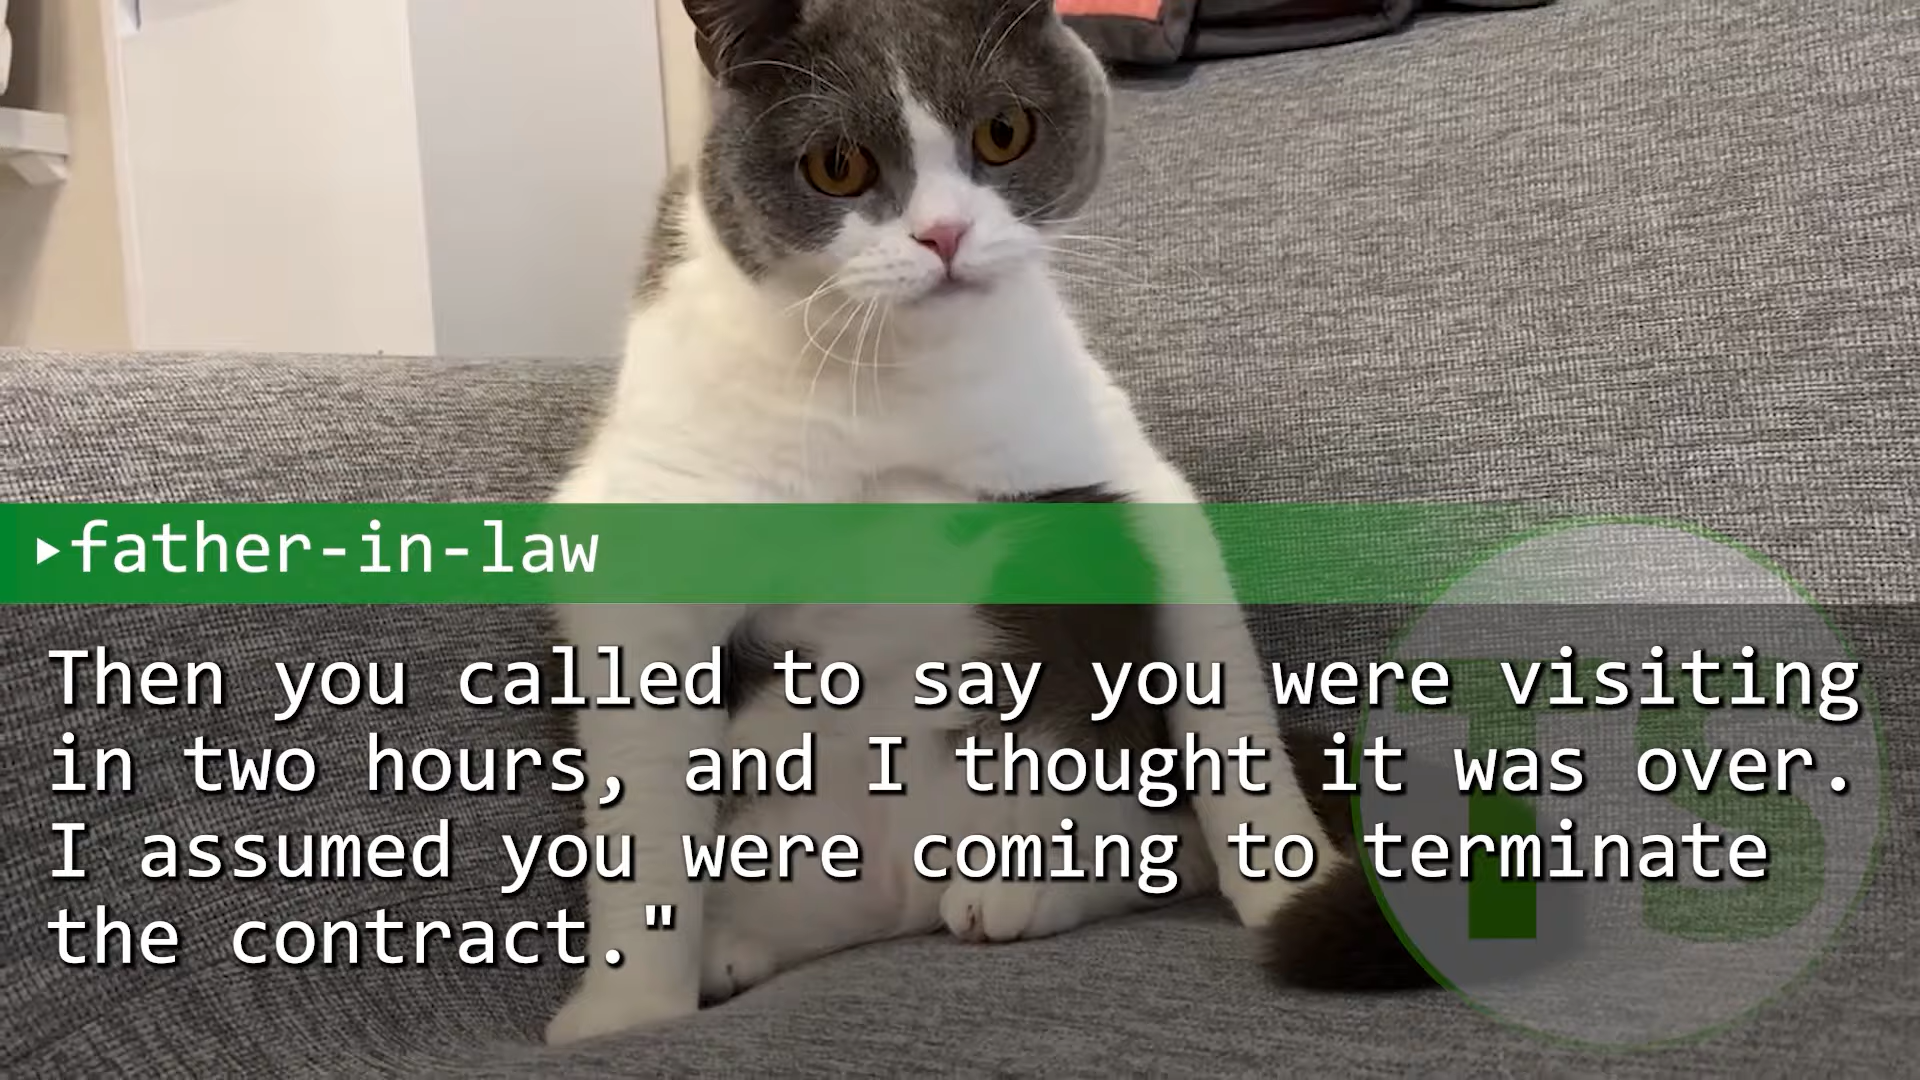 ▶father-in-law
Then you called to say you were visiting
in two hours, and I thought it was over.
I assumed you were coming to terminate
the contract."
TS